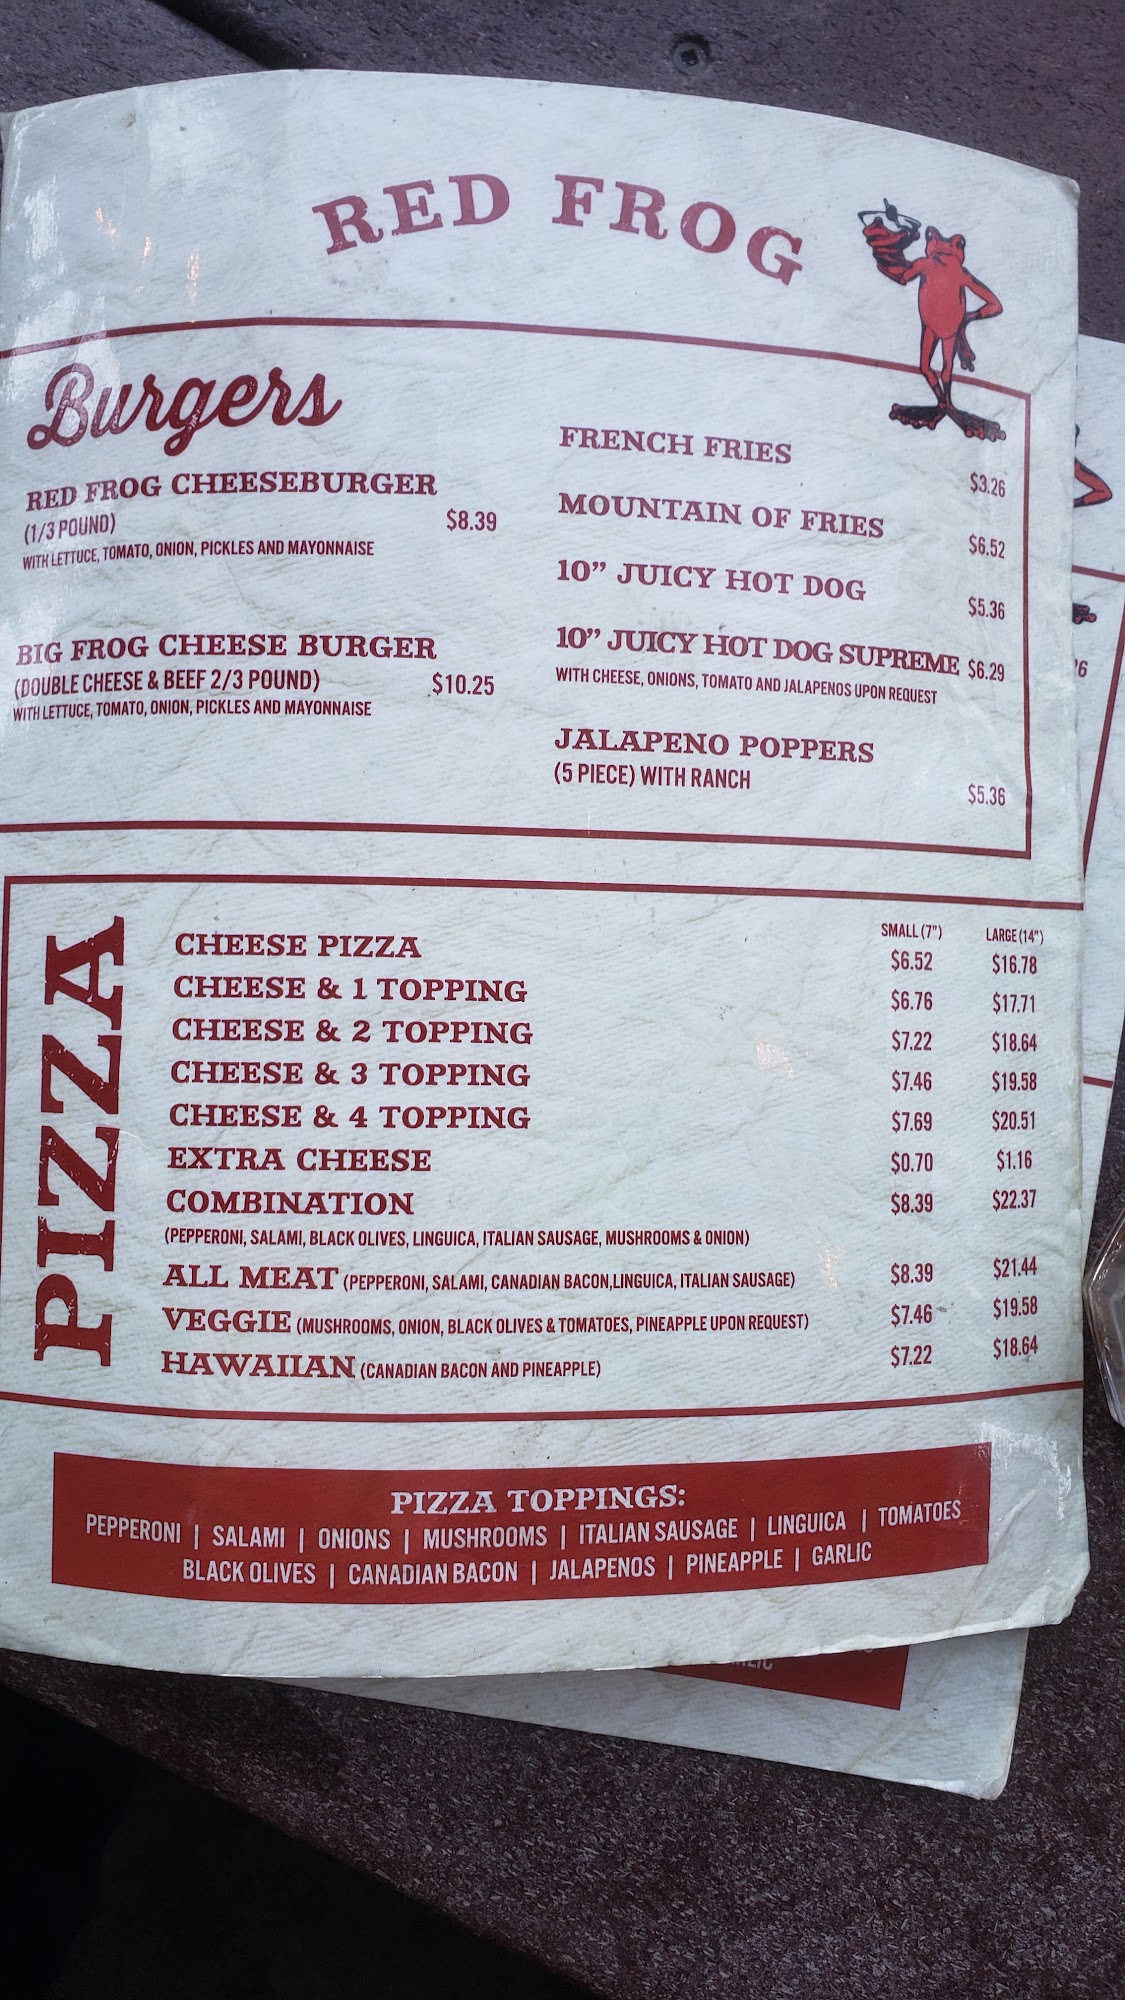 RED FROG
Burgers
RED FROG CHEESEBURGER
(1/3 POUND) $8.39
WITH LETTUCE, TOMATO, ONION, PICKLES AND MAYONNAISE
BIG FROG CHEESE BURGER
(DOUBLE CHEESE & BEEF 2/3 POUND) $10.25
WITH LETTUCE, TOMATO, ONION, PICKLES AND MAYONNAISE
FRENCH FRIES
$3.26
MOUNTAIN OF FRIES
$6.52
10” JUICY HOT DOG
$5.36
10” JUICY HOT DOG SUPREME $6.29
WITH CHEESE, ONIONS, TOMATO AND JALAPENOS UPON REQUEST
JALAPENO POPPERS
(5 PIECE) WITH RANCH
$5.36
PIZZA
SMALL (7") LARGE (14")
CHEESE PIZZA $6.52 $16.78
CHEESE & 1 TOPPING $6.76 $17.71
CHEESE & 2 TOPPING $7.22 $18.64
CHEESE & 3 TOPPING $7.46 $19.58
CHEESE & 4 TOPPING $7.69 $20.51
EXTRA CHEESE $0.70 $1.16
COMBINATION $8.39 $22.37
(PEPPERONI, SALAMI, BLACK OLIVES, LINGUICA, ITALIAN SAUSAGE, MUSHROOMS & ONION)
ALL MEAT (PEPPERONI, SALAMI, CANADIAN BACON,LINGUICA, ITALIAN SAUSAGE) $8.39 $21.44
VEGGIE (MUSHROOMS, ONION, BLACK OLIVES & TOMATOES, PINEAPPLE UPON REQUEST) $7.46 $19.58
HAWAIIAN (CANADIAN BACON AND PINEAPPLE) $7.22 $18.64
PIZZA TOPPINGS:
PEPPERONI | SALAMI | ONIONS | MUSHROOMS | ITALIAN SAUSAGE | LINGUICA | TOMATOES
BLACK OLIVES | CANADIAN BACON | JALAPENOS | PINEAPPLE | GARLIC